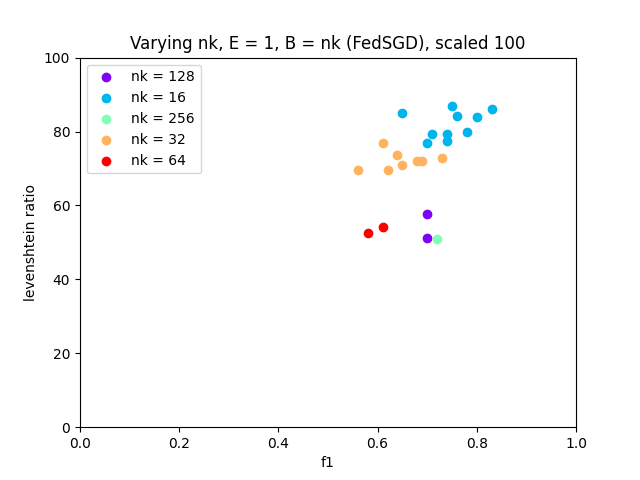 Varying nk, E = 1, B = nk (FedSGD), scaled 100
100
80
60
40
20
0
levenshtein ratio
nk = 128
nk = 16
nk = 256
nk = 32
nk = 64
0.0 0.2 0.4 0.6 0.8 1.0
f1